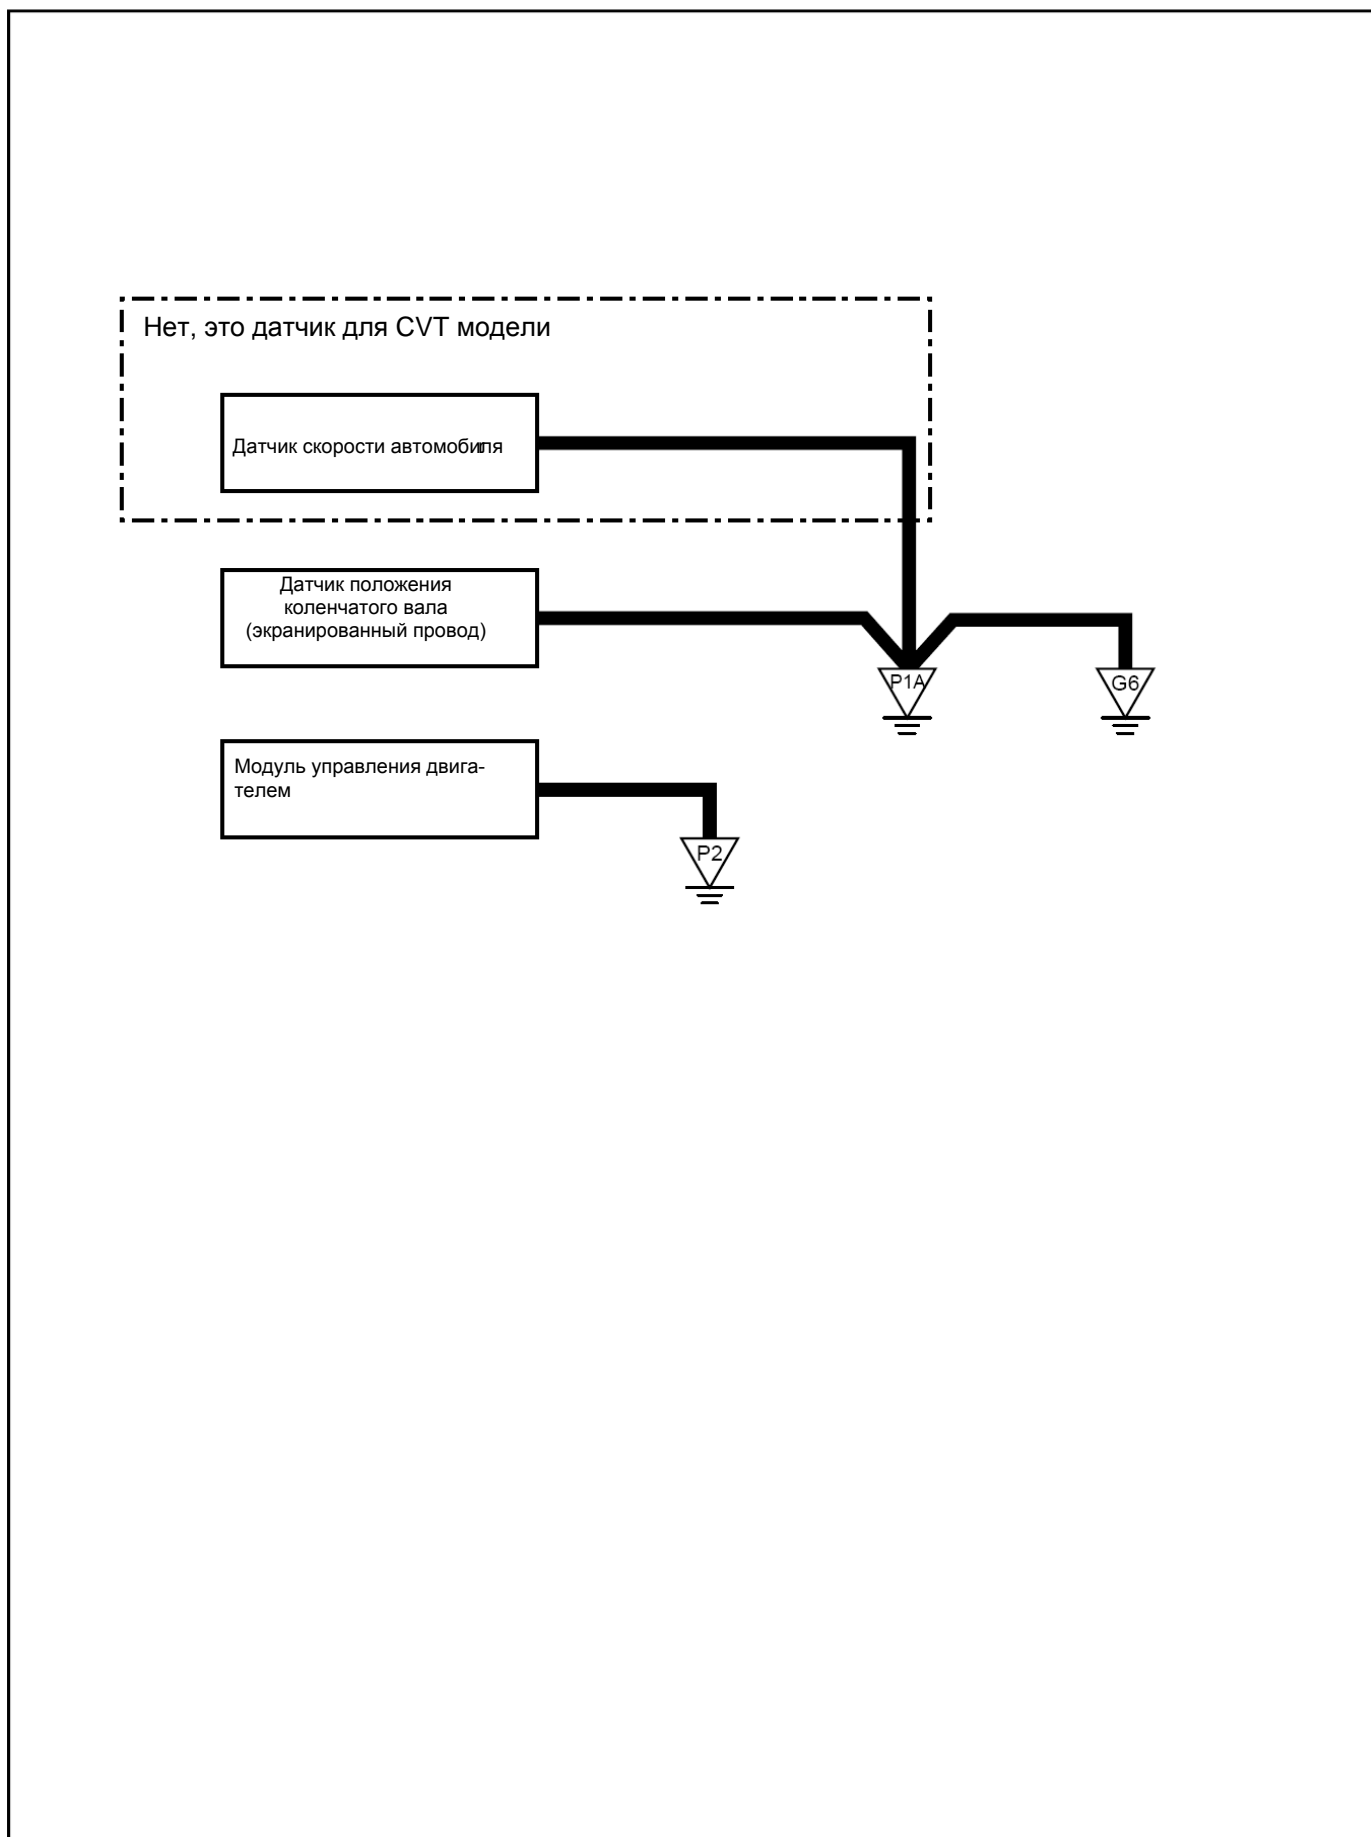 Нет, это датчик для CVT модели
Датчик скорости автомобиля
Датчик положения
коленчатого вала
(экранированный провод)
P1A
G6
Модуль управления двига-
телем
P2